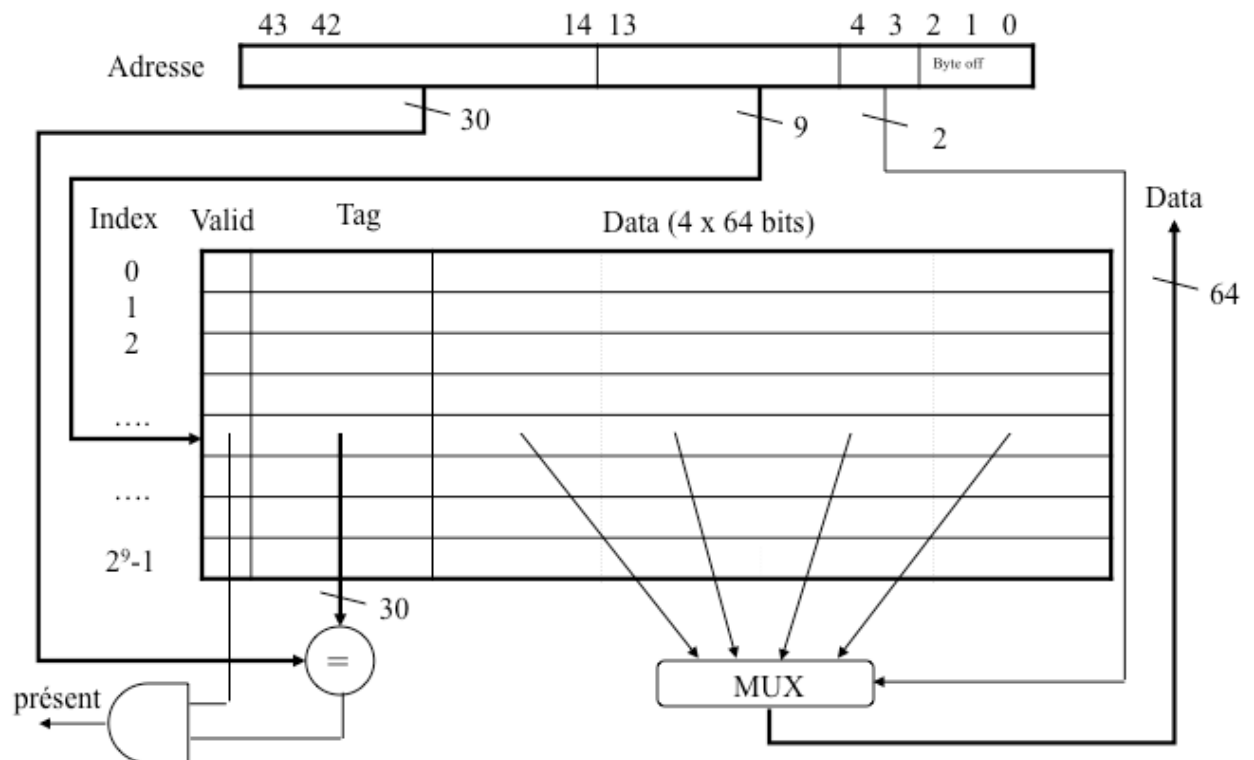 43 42 14 13 4 3 2 1 0
Adresse Byte off
30 9 2
Index Valid Tag Data (4 x 64 bits) Data
0
1 64
2
....
....
2⁹-1
30
=
présent MUX